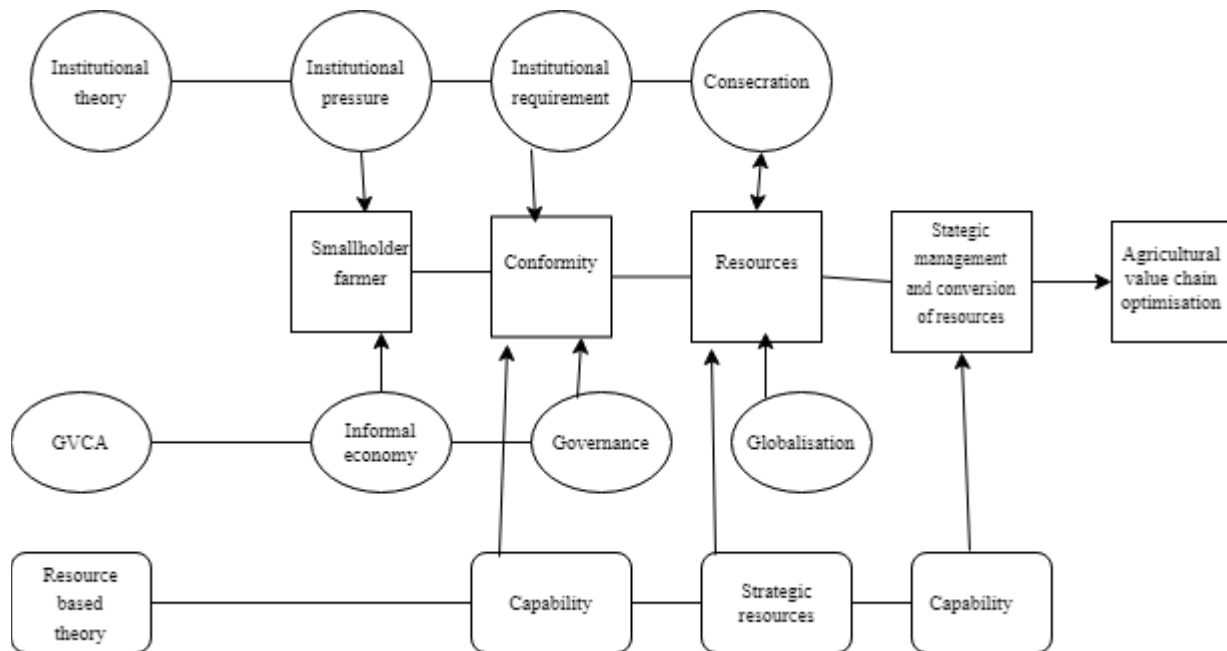 Institutional
theory
Institutional
pressure
Institutional
requirement
Consecration
Smallholder
farmer
Conformity
Resources
Stategic
management
and conversion
of resources
Agricultural
value chain
optimisation
GVCA
Informal
economy
Governance
Globalisation
Resource
based
theory
Capability
Strategic
resources
Capability